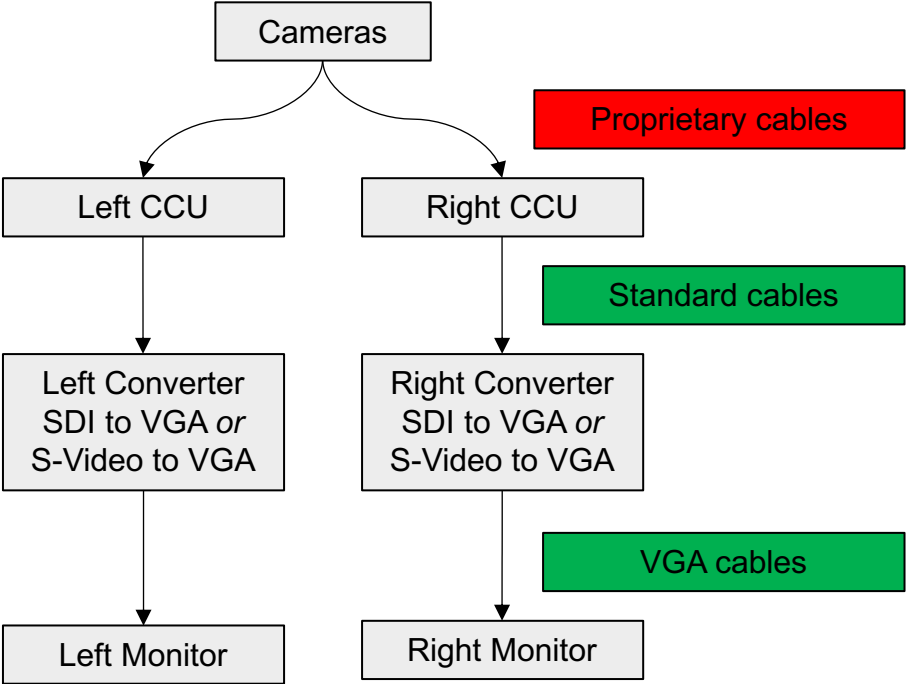 Cameras
Proprietary cables
Left CCU
Right CCU
Standard cables
Left Converter
SDI to VGA or
S-Video to VGA
Right Converter
SDI to VGA or
S-Video to VGA
VGA cables
Left Monitor
Right Monitor